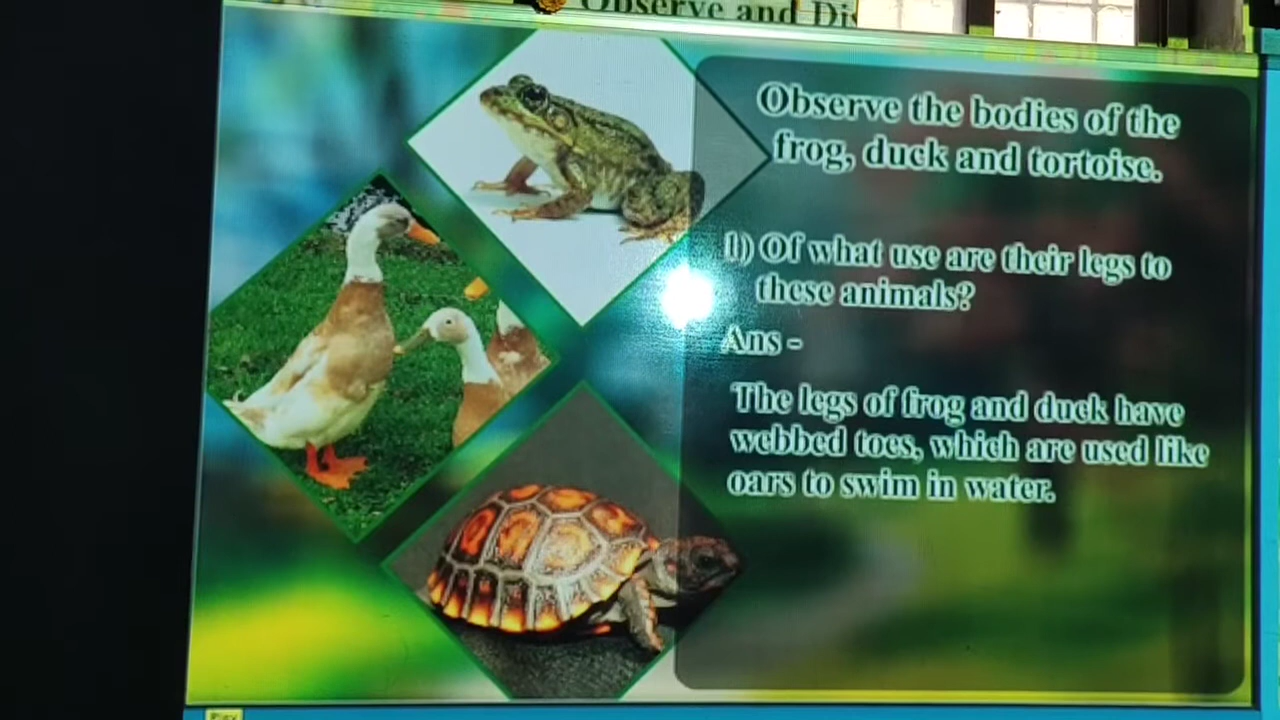 Observe and Dis
Observe the bodies of the
frog, duck and tortoise.
1) Of what use are their legs to
these animals?
Ans -
The legs of frog and duck have
webbed toes, which are used like
oars to swim in water.
Play